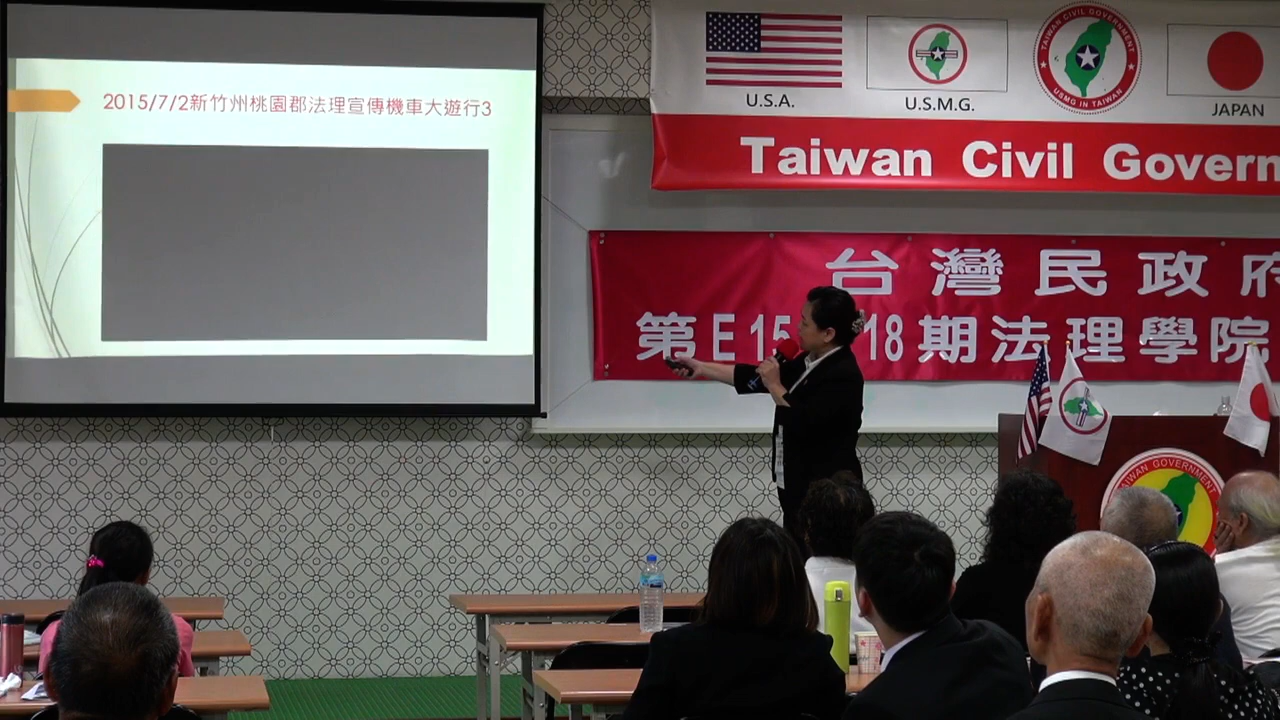 2015/7/2新竹州桃園郡法理宣傳機車大遊行3
U.S.A.
U.S.M.G.
TAIWAN CIVIL GOVERNMENT
USMG IN TAIWAN
JAPAN
Taiwan Civil Govern
台灣民政府
第E15 18期法理學院
TAIWAN GOVERNMENT